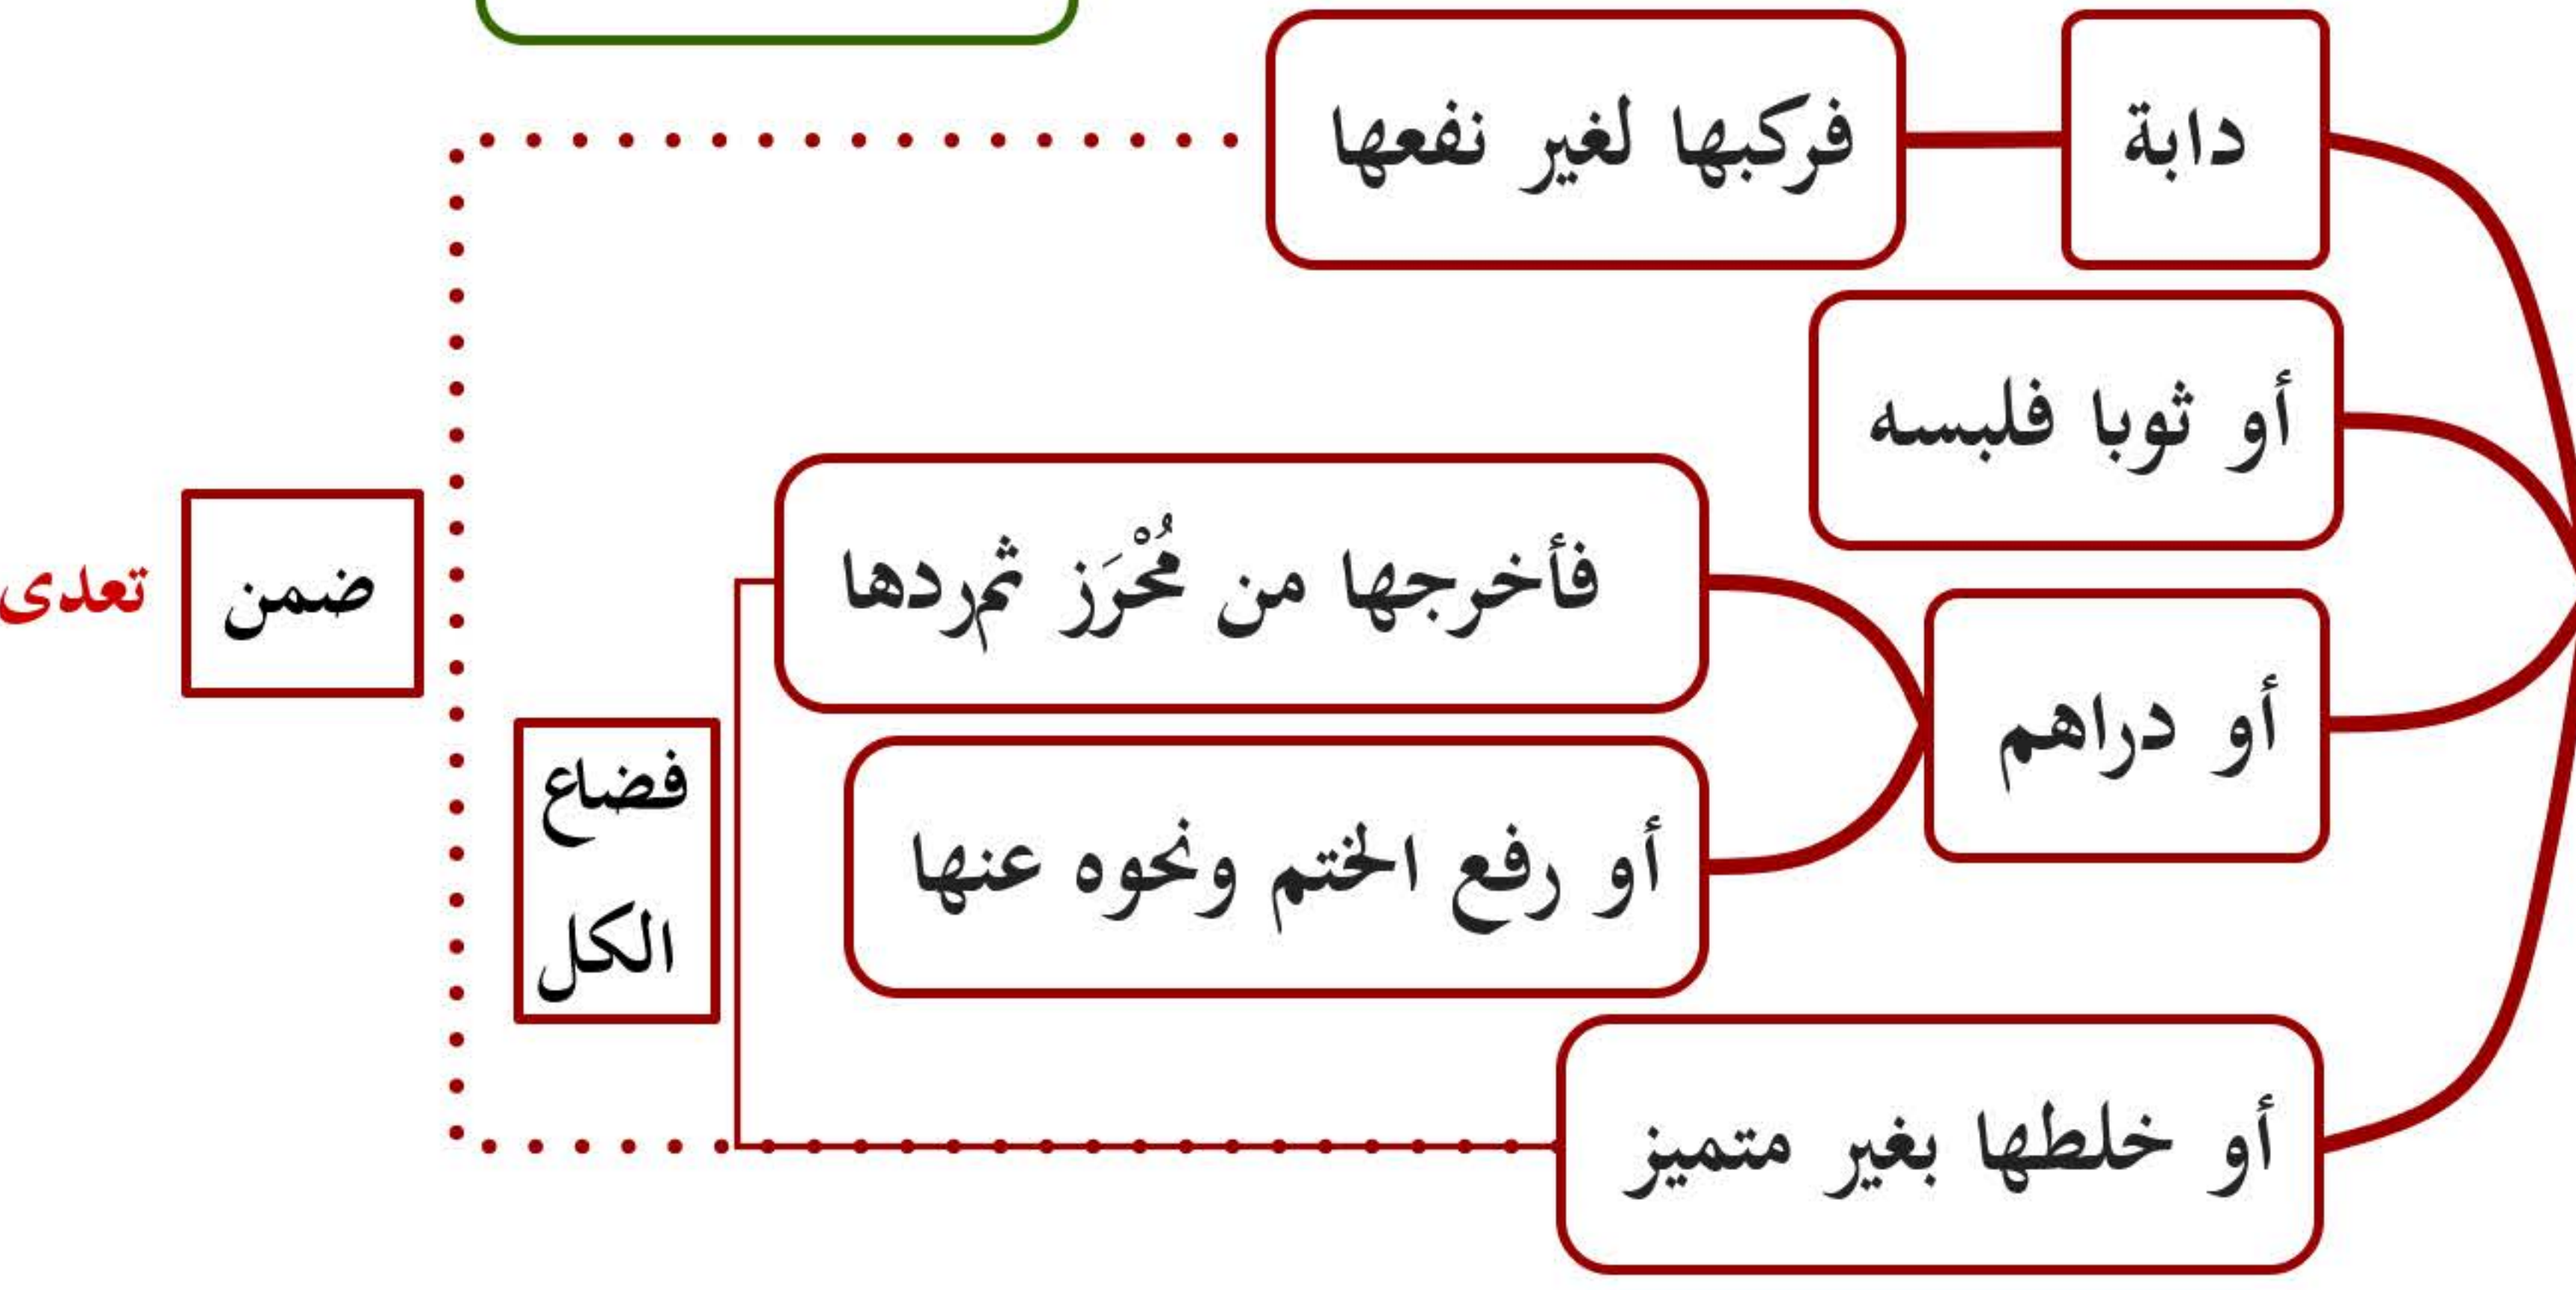 دابة
فركبها لغير نفعها
أو ثوبا فلبسه
أو دراهم
فأخرجها من مُحْرَز ثم ردها
أو رفع الختم ونحوه عنها
أو خلطها بغير متميز
فضاع
الكل
ضمن
تعدى